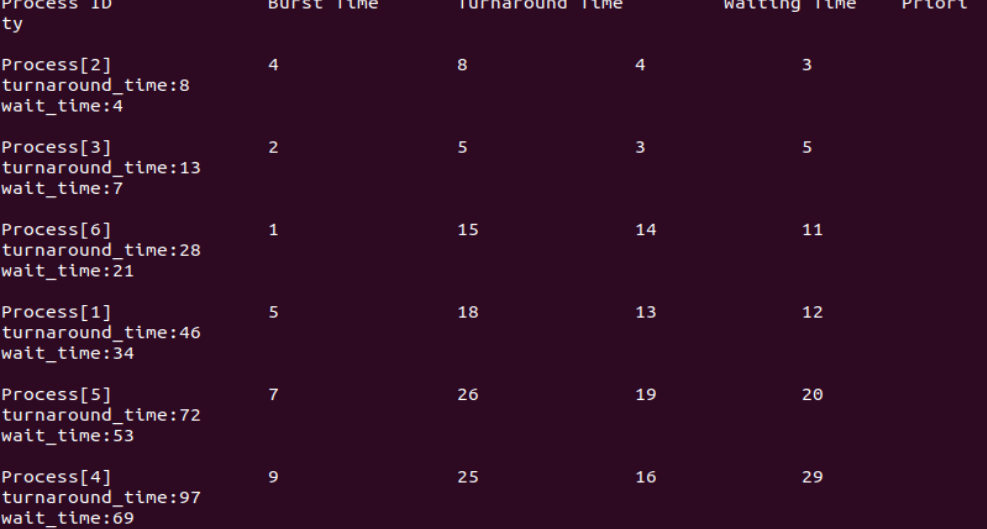 Process ID Burst Time Turnaround Time Waiting Time Priori
ty
Process[2] 4 8 4 3
turnaround_time:8
wait_time:4
Process[3] 2 5 3 5
turnaround_time:13
wait_time:7
Process[6] 1 15 14 11
turnaround_time:28
wait_time:21
Process[1] 5 18 13 12
turnaround_time:46
wait_time:34
Process[5] 7 26 19 20
turnaround_time:72
wait_time:53
Process[4] 9 25 16 29
turnaround_time:97
wait_time:69